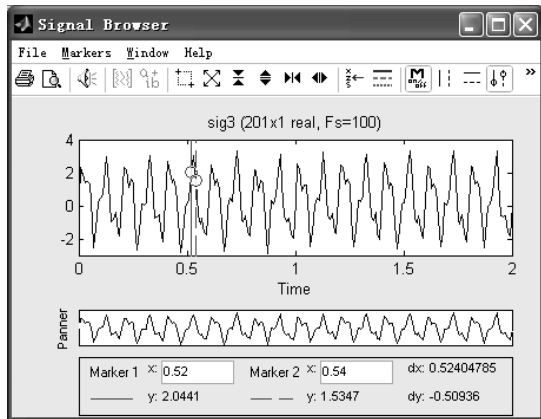 Signal Browser
File Markers Window Help
M on/off »
sig3 (201x1 real, Fs=100)
4
2
0
-2
0 0.5 1 1.5 2
Time
Panner
Marker 1 x: 0.52 Marker 2 x: 0.54 dx: 0.52404785
y: 2.0441 y: 1.5347 dy: -0.50936